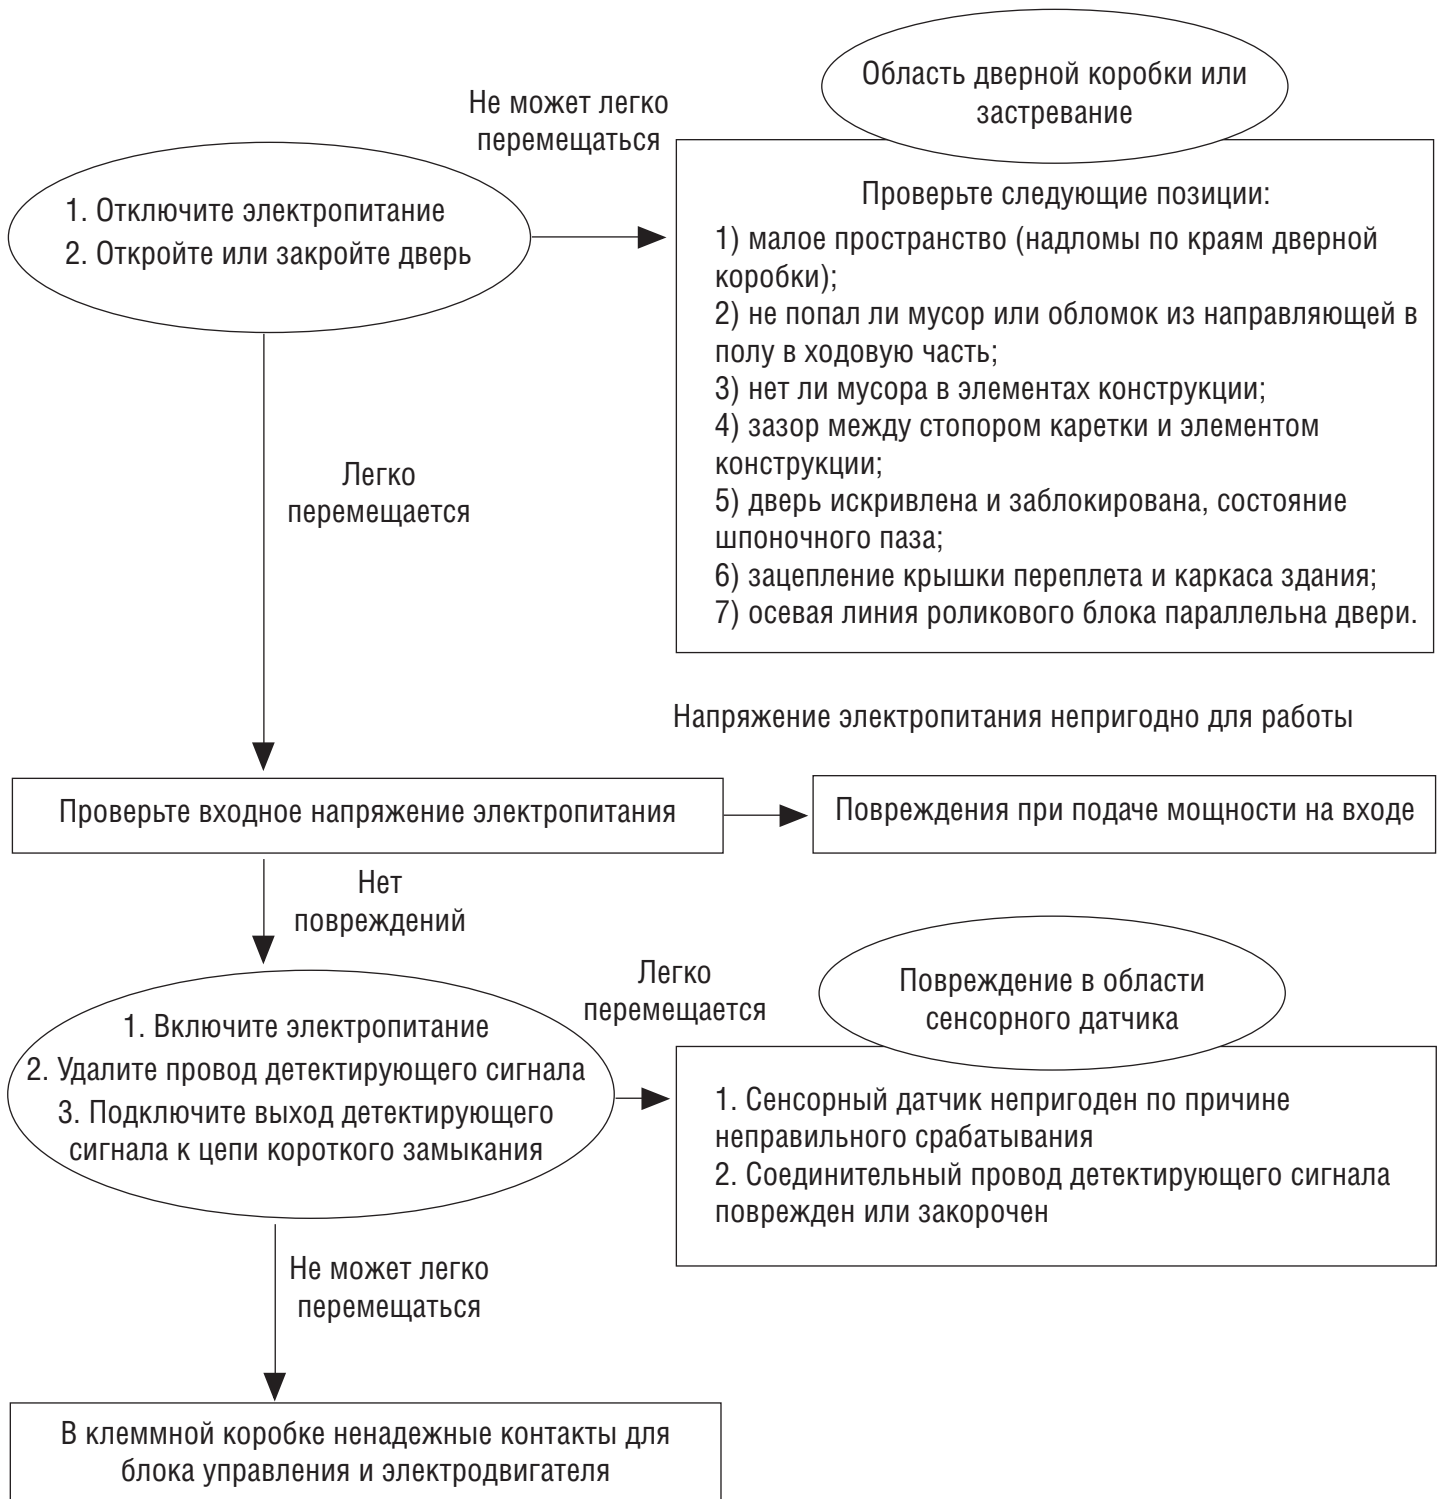 Область дверной коробки или
застревание
Не может легко
перемещаться
1. Отключите электропитание
2. Откройте или закройте дверь
Проверьте следующие позиции:
1) малое пространство (надломы по краям дверной
коробки);
2) не попал ли мусор или обломок из направляющей в
полу в ходовую часть;
3) нет ли мусора в элементах конструкции;
4) зазор между стопором каретки и элементом
конструкции;
5) дверь искривлена и заблокирована, состояние
шпоночного паза;
6) зацепление крышки переплета и каркаса здания;
7) осевая линия роликового блока параллельна двери.
Легко
перемещается
Напряжение электропитания непригодно для работы
Проверьте входное напряжение электропитания
Повреждения при подаче мощности на входе
Нет
повреждений
Легко
перемещается
Повреждение в области
сенсорного датчика
1. Включите электропитание
2. Удалите провод детектирующего сигнала
3. Подключите выход детектирующего
сигнала к цепи короткого замыкания
1. Сенсорный датчик непригоден по причине
неправильного срабатывания
2. Соединительный провод детектирующего сигнала
поврежден или закорочен
Не может легко
перемещаться
В клеммной коробке ненадежные контакты для
блока управления и электродвигателя